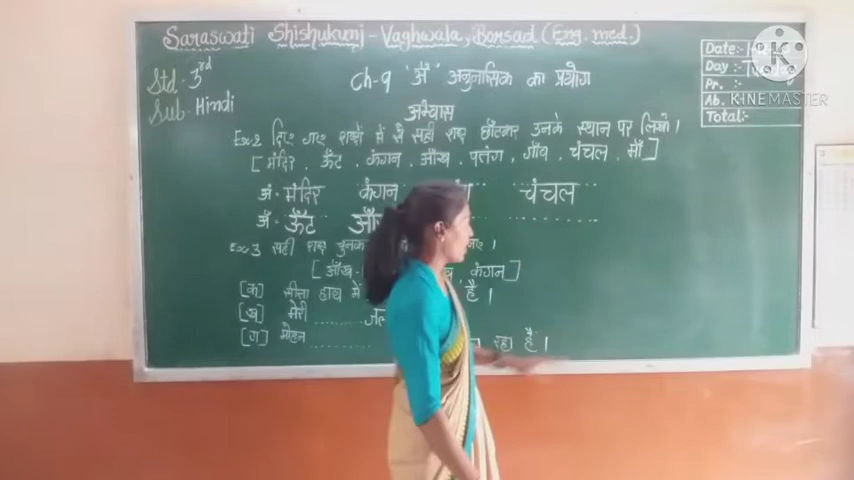 Saraswati Shishukunj - Vaghwala, Borsad (Eng. med.)
Std:- 3rd
Sub:- Hindi
Ch-9 'अँ' अनुनासिक का प्रयोग
अभ्यास
Date:-
Day:- Tuesday
Pr.:
Ab.
Total:-
KINEMASTER
Ex-2 दिए गए शब्दों में से सही शब्द छाँटकर उनके स्थान पर लिखो।
[मंदिर, ऊँट, कंगन, आँख, पतंग, गाँव, चंचल, माँ]
अं- मंदिर कंगन चंचल
अँ- ऊँट
Ex-3 सही शब्द
[आँख कंगन]
[क] सीता हाथ में है।
[ख] मेरी
[ग] मोहन रहा है।